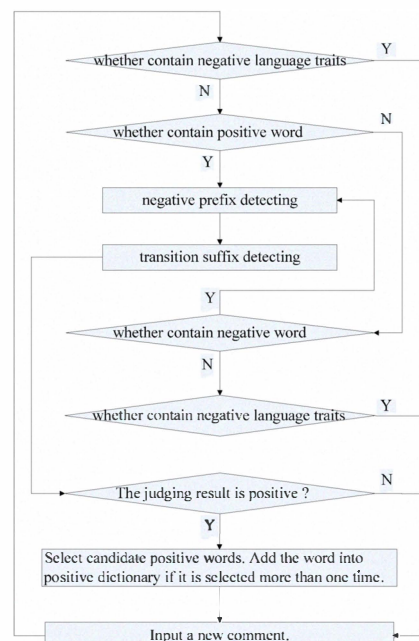 whether contain negative language traits
Y
N
whether contain positive word
N
Y
negative prefix detecting
transition suffix detecting
Y
whether contain negative word
N
whether contain negative language traits
Y
The judging result is positive ?
N
Y
Select candidate positive words. Add the word into
positive dictionary if it is selected more than one time.
Input a new comment.